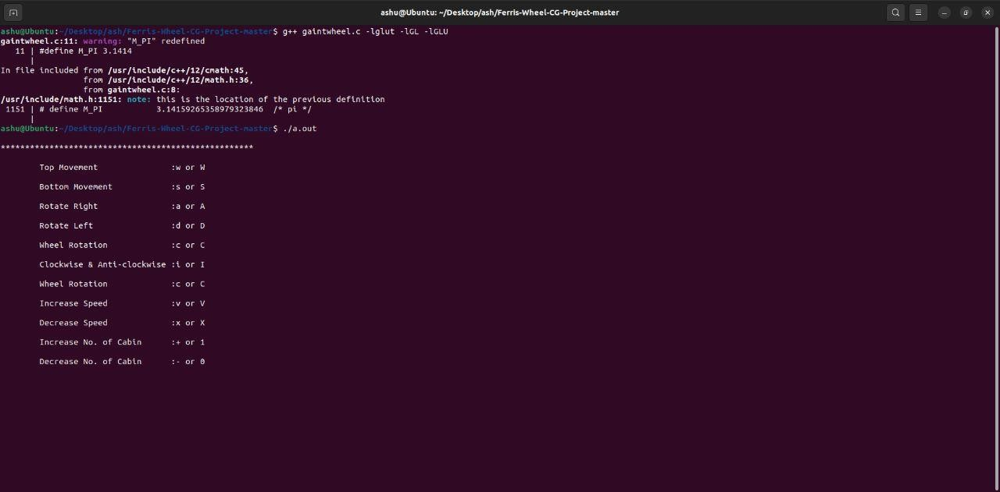 ashu@Ubuntu: ~/Desktop/ash/Ferris-Wheel-CG-Project-master
ashu@Ubuntu:~/Desktop/ash/Ferris-Wheel-CG-Project-master$ g++ gaintwheel.c -lglut -lGL -lGLU
gaintwheel.c:11: warning: "M_PI" redefined
   11 | #define M_PI 3.1414
      |
In file included from /usr/include/c++/12/cmath:45,
                 from /usr/include/c++/12/math.h:36,
                 from gaintwheel.c:8:
/usr/include/math.h:1151: note: this is the location of the previous definition
 1151 | # define M_PI           3.14159265358979323846  /* pi */
      |
ashu@Ubuntu:~/Desktop/ash/Ferris-Wheel-CG-Project-master$ ./a.out
****************************************************
        Top Movement               :w or W
        Bottom Movement            :s or S
        Rotate Right               :a or A
        Rotate Left                :d or D
        Wheel Rotation             :c or C
        Clockwise & Anti-clockwise :i or I
        Wheel Rotation             :c or C
        Increase Speed             :v or V
        Decrease Speed             :x or X
        Increase No. of Cabin      :+ or 1
        Decrease No. of Cabin      :- or 0